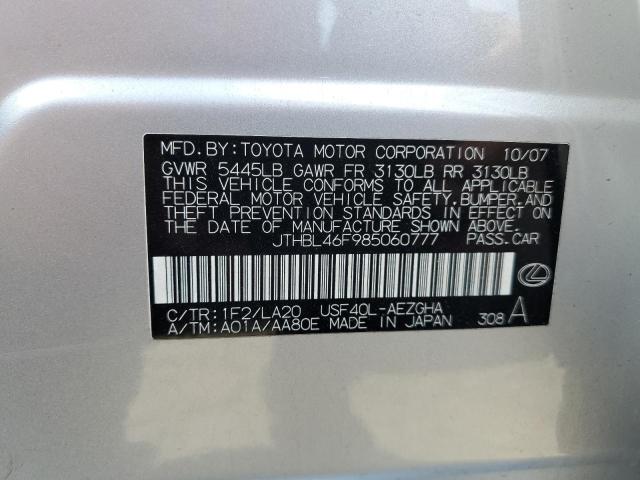 MFD. BY: TOYOTA MOTOR CORPORATION 10/07
GVWR 5445LB GAWR FR 3130LB RR 3130LB
THIS VEHICLE CONFORMS TO ALL APPLICABLE
FEDERAL MOTOR VEHICLE SAFETY, BUMPER, AND
THEFT PREVENTION STANDARDS IN EFFECT ON
THE DATE OF MANUFACTURE SHOWN ABOVE.
JTHBL46F985060777 PASS. CAR
C/TR: 1F2/LA20 USF40L-AEZGHA
A/TM: A01A/AA80E MADE IN JAPAN 308 A